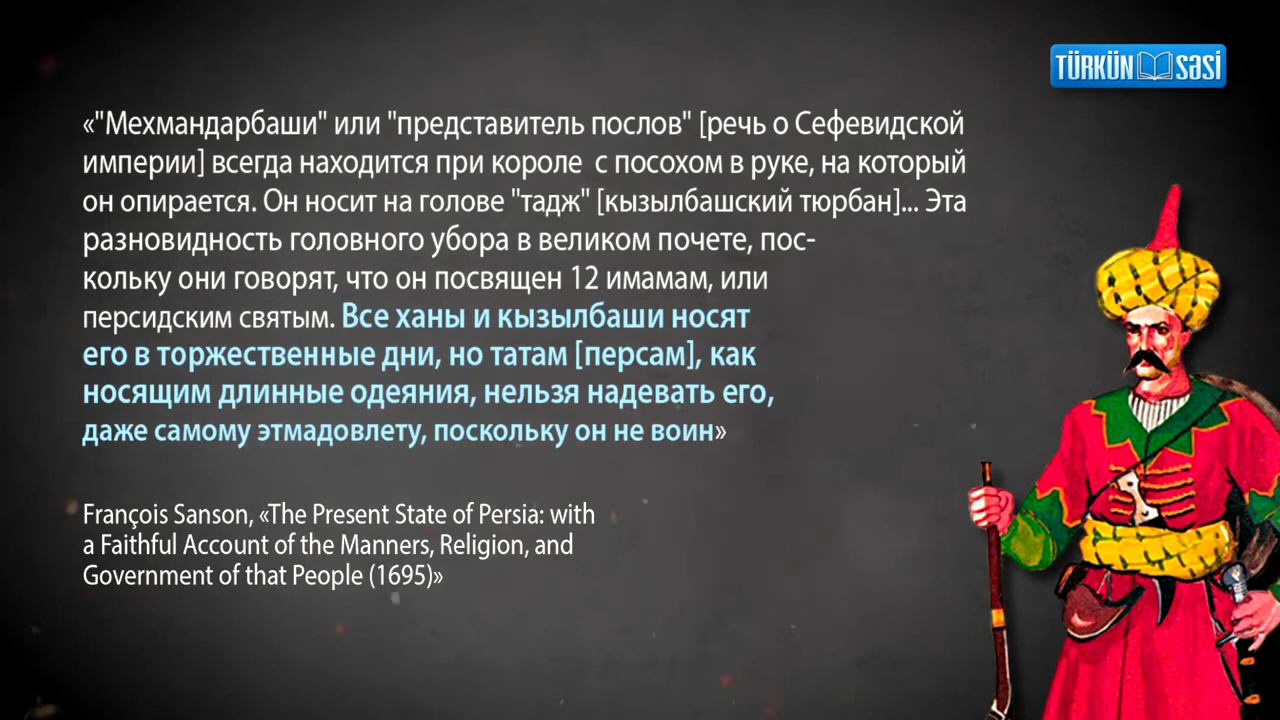 TÜRKÜN SƏSİ
«"Мехмандарбаши" или "представитель послов" [речь о Сефевидской
империи] всегда находится при короле с посохом в руке, на который
он опирается. Он носит на голове "тадж" [кызылбашский тюрбан]... Эта
разновидность головного убора в великом почете, пос-
кольку они говорят, что он посвящен 12 имамам, или
персидским святым. Все ханы и кызылбаши носят
его в торжественные дни, но татам [персам], как
носящим длинные одеяния, нельзя надевать его,
даже самому этмадовлету, поскольку он не воин»
François Sanson, «The Present State of Persia: with
a Faithful Account of the Manners, Religion, and
Government of that People (1695)»